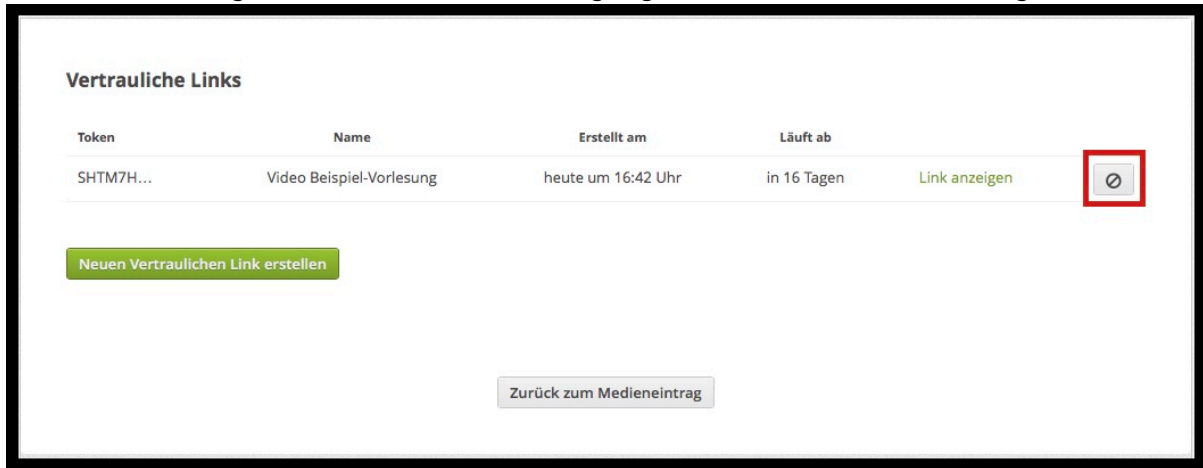 Vertrauliche Links
Token Name Erstellt am Läuft ab
SHTM7H... Video Beispiel-Vorlesung heute um 16:42 Uhr in 16 Tagen Link anzeigen
Neuen Vertraulichen Link erstellen
Zurück zum Medieneintrag